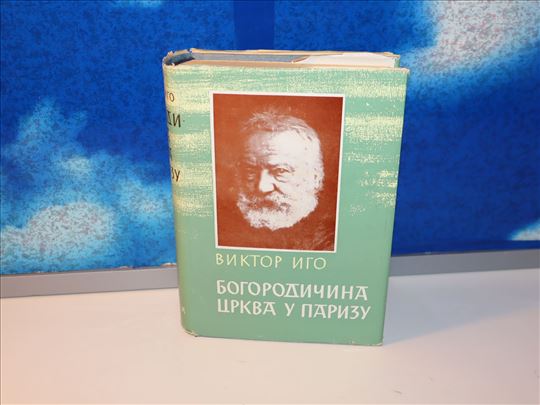 ВИКТОР ИГО
БОГОРОДИЧИНА
ЦРКВА У ПАРИЗУ